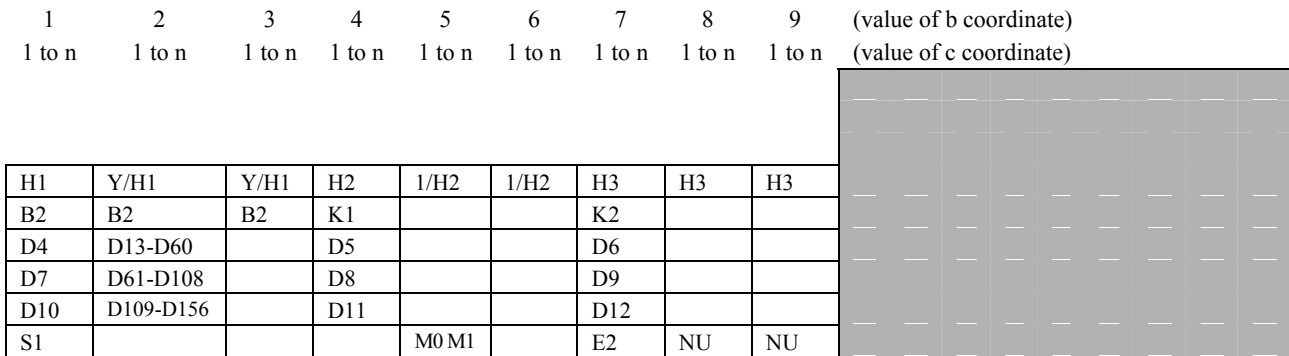 1 2 3 4 5 6 7 8 9 (value of b coordinate)
1 to n 1 to n 1 to n 1 to n 1 to n 1 to n 1 to n 1 to n 1 to n (value of c coordinate)
H1 Y/H1 Y/H1 H2 1/H2 1/H2 H3 H3 H3
B2 B2 B2 K1 K2
D4 D13-D60 D5 D6
D7 D61-D108 D8 D9
D10 D109-D156 D11 D12
S1 M0 M1 E2 NU NU